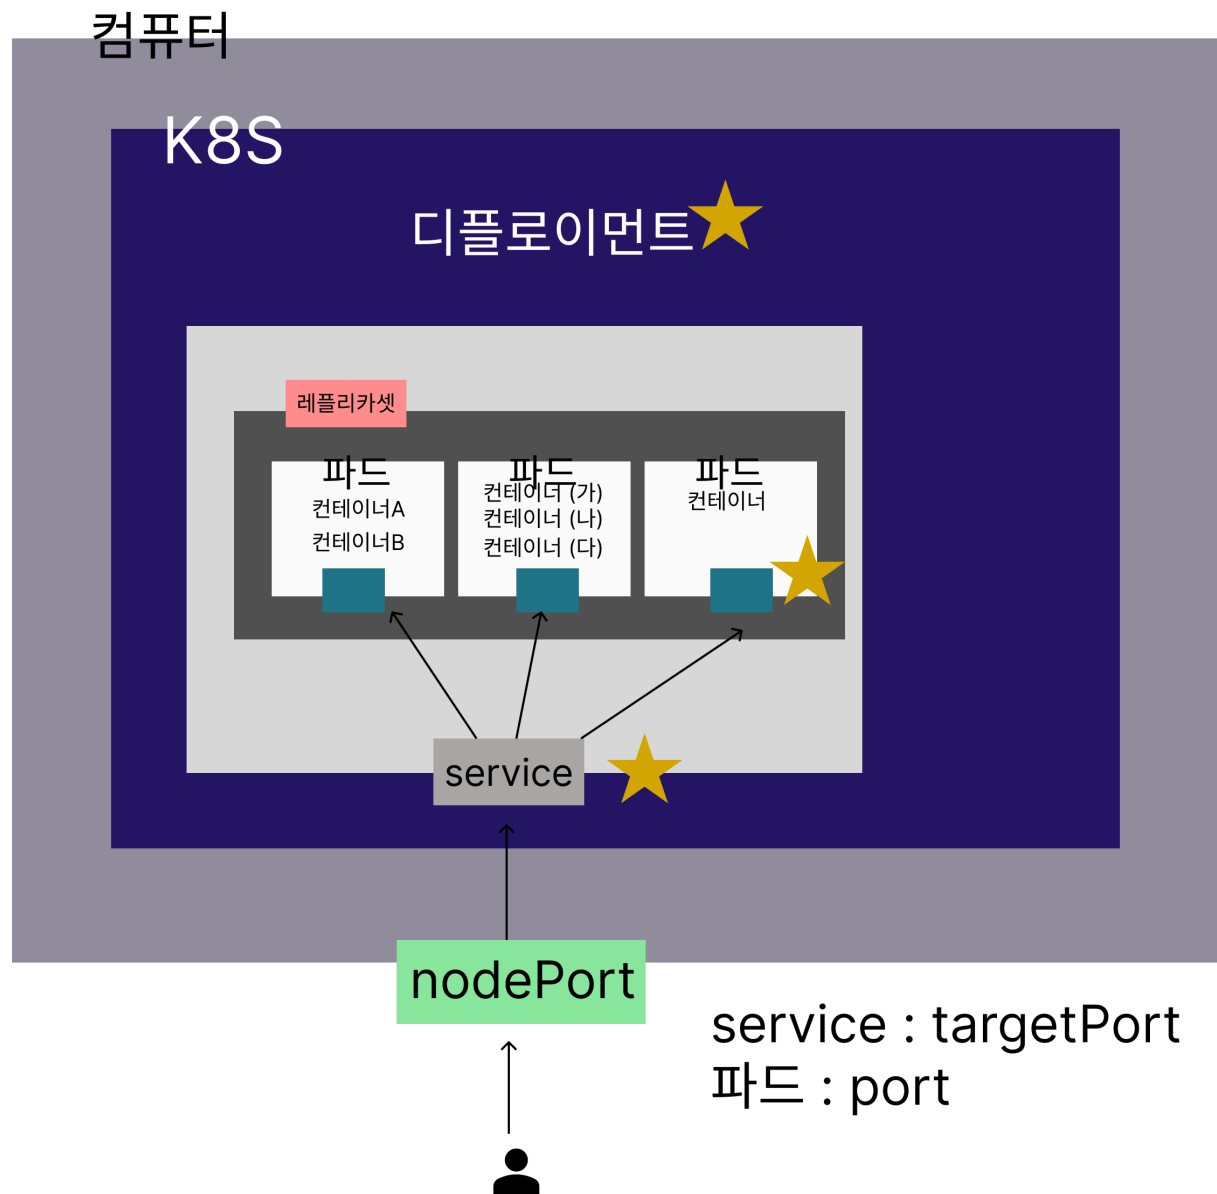 컴퓨터
K8S
디플로이먼트
레플리카셋
파드
컨테이너A
컨테이너B
파드
컨테이너 (가)
컨테이너 (나)
컨테이너 (다)
파드
컨테이너
service
nodePort
service : targetPort
파드 : port